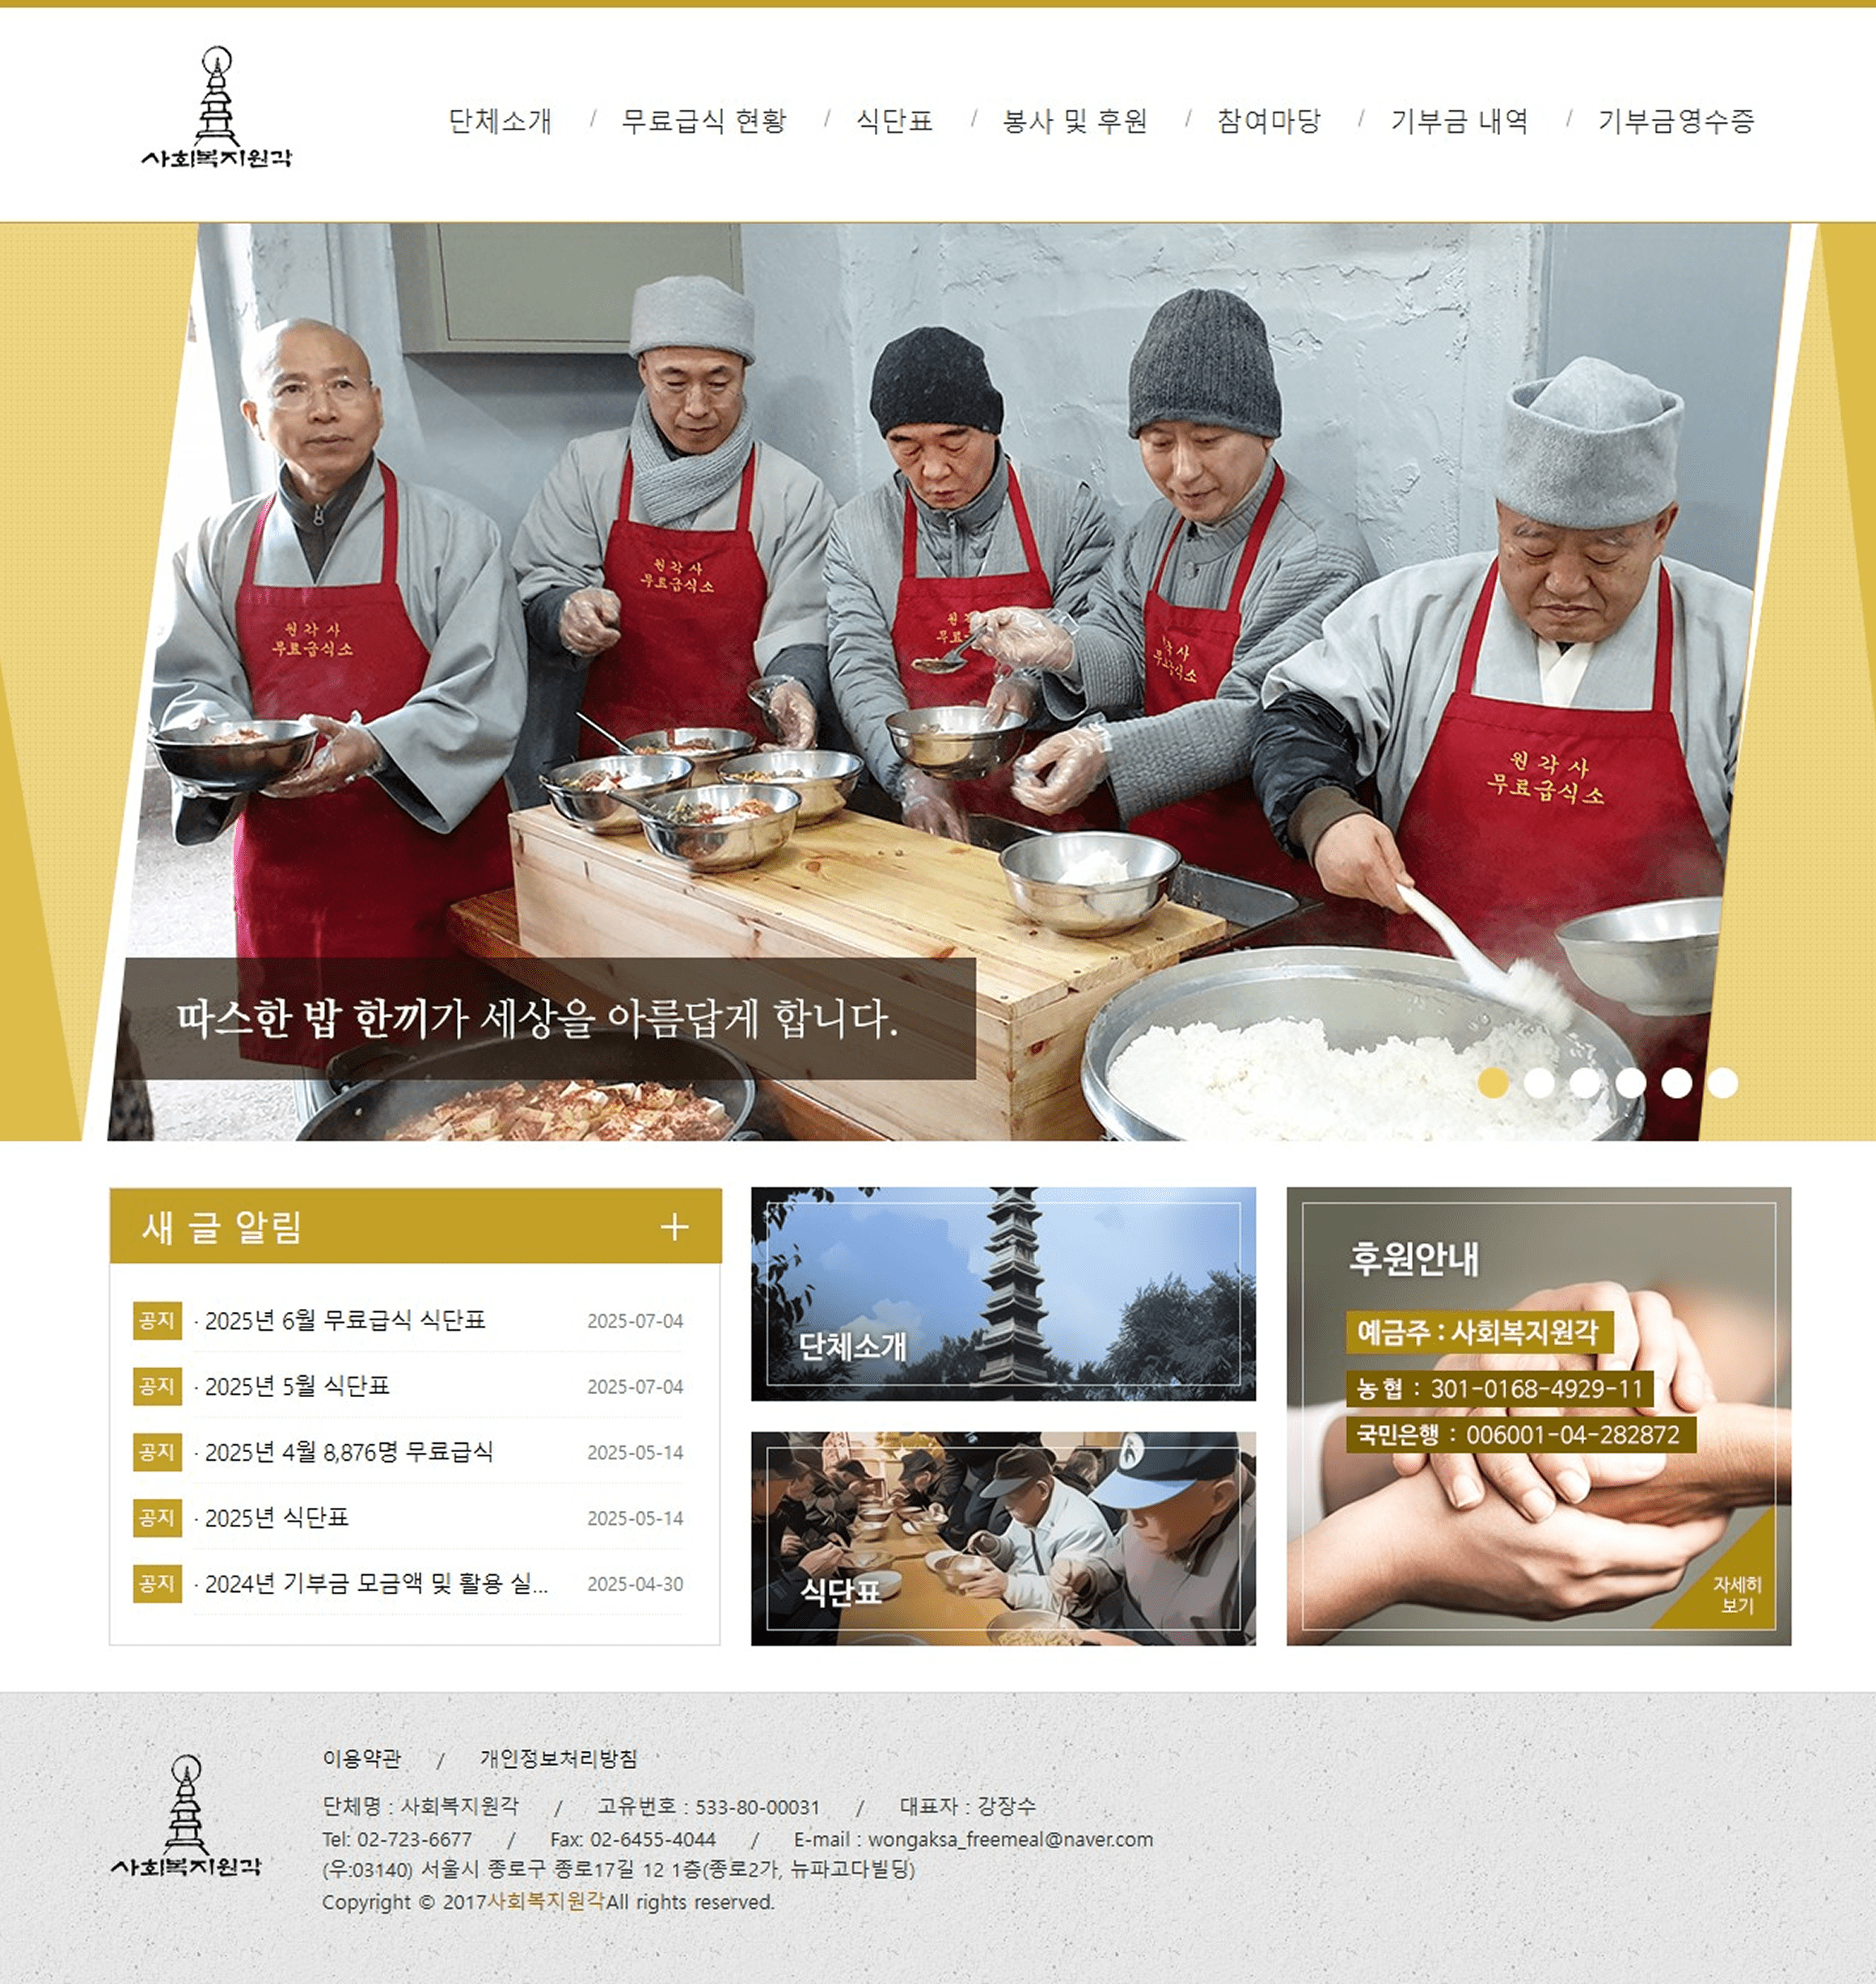 사회복지원각
단체소개 / 무료급식 현황 / 식단표 / 봉사 및 후원 / 참여마당 / 기부금 내역 / 기부금영수증
원각사
무료급식소
원각사
무료급식소
원각사
무료급식소
따스한 밥 한끼가 세상을 아름답게 합니다.
새 글 알림 +
공지 · 2025년 6월 무료급식 식단표 2025-07-04
공지 · 2025년 5월 식단표 2025-07-04
공지 · 2025년 4월 8,876명 무료급식 2025-05-14
공지 · 2025년 식단표 2025-05-14
공지 · 2024년 기부금 모금액 및 활용 실... 2025-04-30
단체소개
식단표
후원안내
예금주 : 사회복지원각
농협 : 301-0168-4929-11
국민은행 : 006001-04-282872
자세히
보기
사회복지원각
이용약관 / 개인정보처리방침
단체명 : 사회복지원각 / 고유번호 : 533-80-00031 / 대표자 : 강장수
Tel: 02-723-6677 / Fax: 02-6455-4044 / E-mail : wongaksa_freemeal@naver.com
(우:03140) 서울시 종로구 종로17길 12 1층(종로2가, 뉴파고다빌딩)
Copyright © 2017사회복지원각All rights reserved.